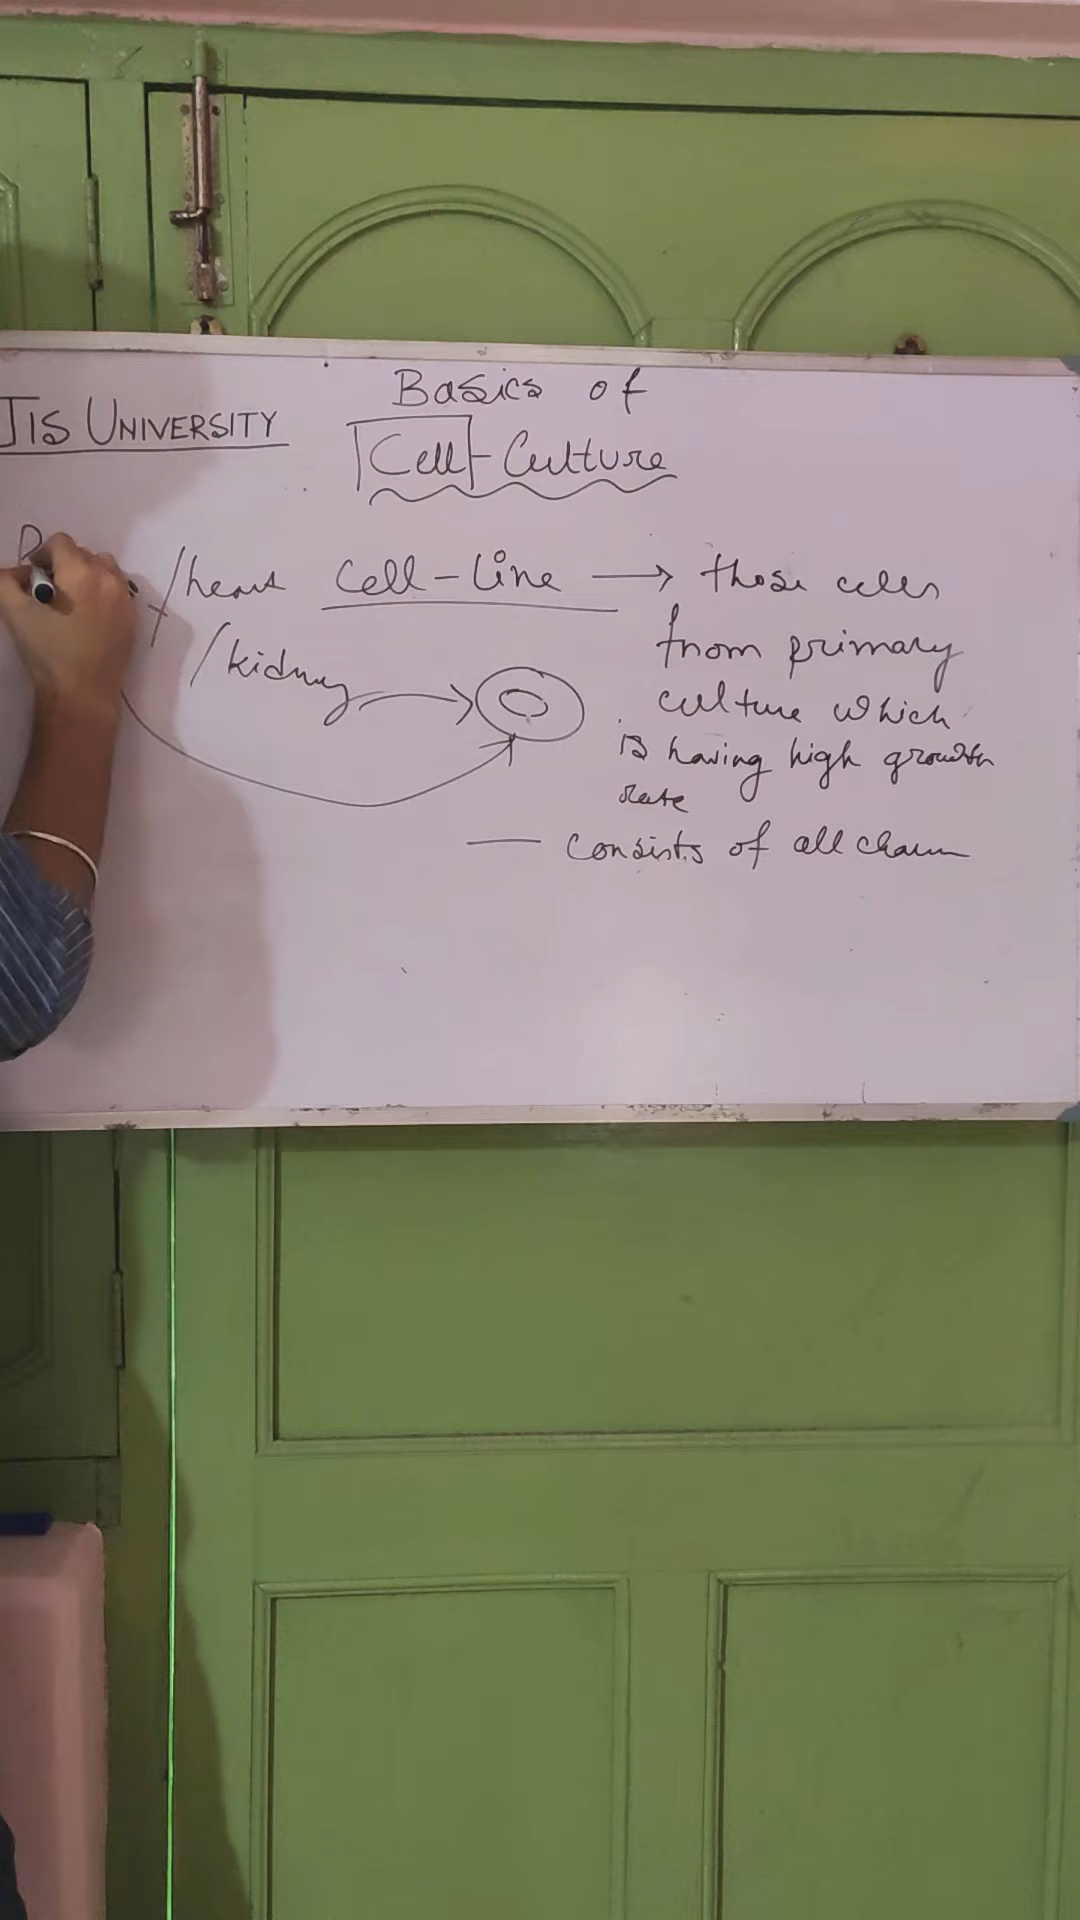 JIS UNIVERSITY
Basics of
Cell-Culture
/heart
/kidney
Cell-Line → those cells
from primary
culture which
is having high growth
rate
— consists of all